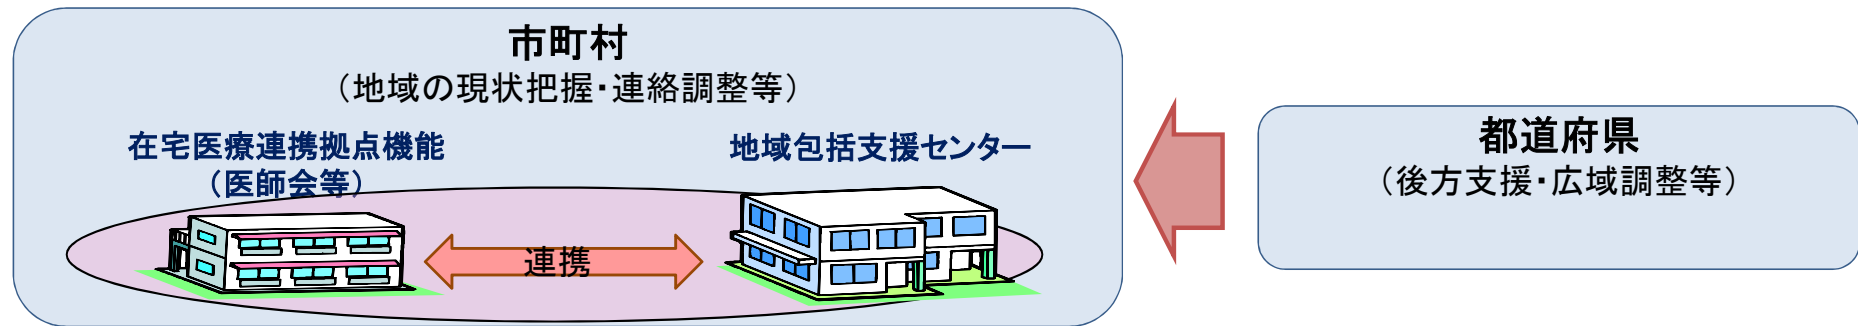 市町村
（地域の現状把握・連絡調整等）
在宅医療連携拠点機能
（医師会等）
地域包括支援センター
連携
都道府県
（後方支援・広域調整等）